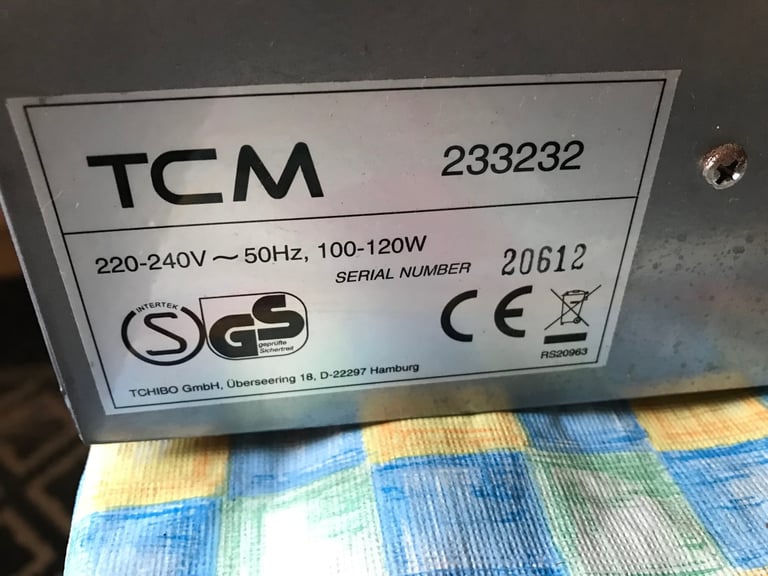 TCM 233232
220-240V ~ 50Hz, 100-120W
SERIAL NUMBER 20612
INTERTEK
S
GS
geprüfte
Sicherheit
CE
RS20963
TCHIBO GmbH, Überseering 18, D-22297 Hamburg